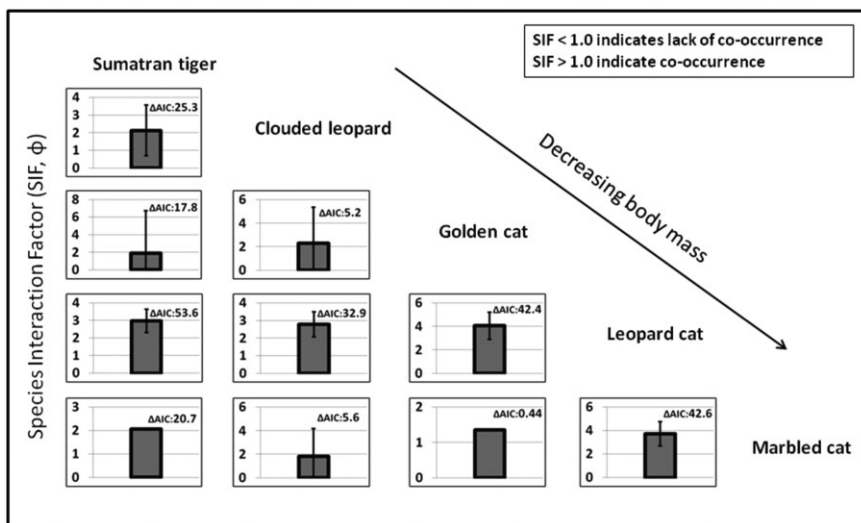 SIF < 1.0 indicates lack of co-occurrence
SIF > 1.0 indicate co-occurrence
Sumatran tiger
Species Interaction Factor (SIF, ϕ)
4
3
2
1
0
ΔAIC:25.3
Clouded leopard
Decreasing body mass
8
6
4
2
0
ΔAIC:17.8
6
4
2
0
ΔAIC:5.2
Golden cat
4
3
2
1
0
ΔAIC:53.6
4
3
2
1
0
ΔAIC:32.9
6
4
2
0
ΔAIC:42.4
Leopard cat
3
2
1
0
ΔAIC:20.7
6
4
2
0
ΔAIC:5.6
2
1
0
ΔAIC:0.44
6
4
2
0
ΔAIC:42.6
Marbled cat